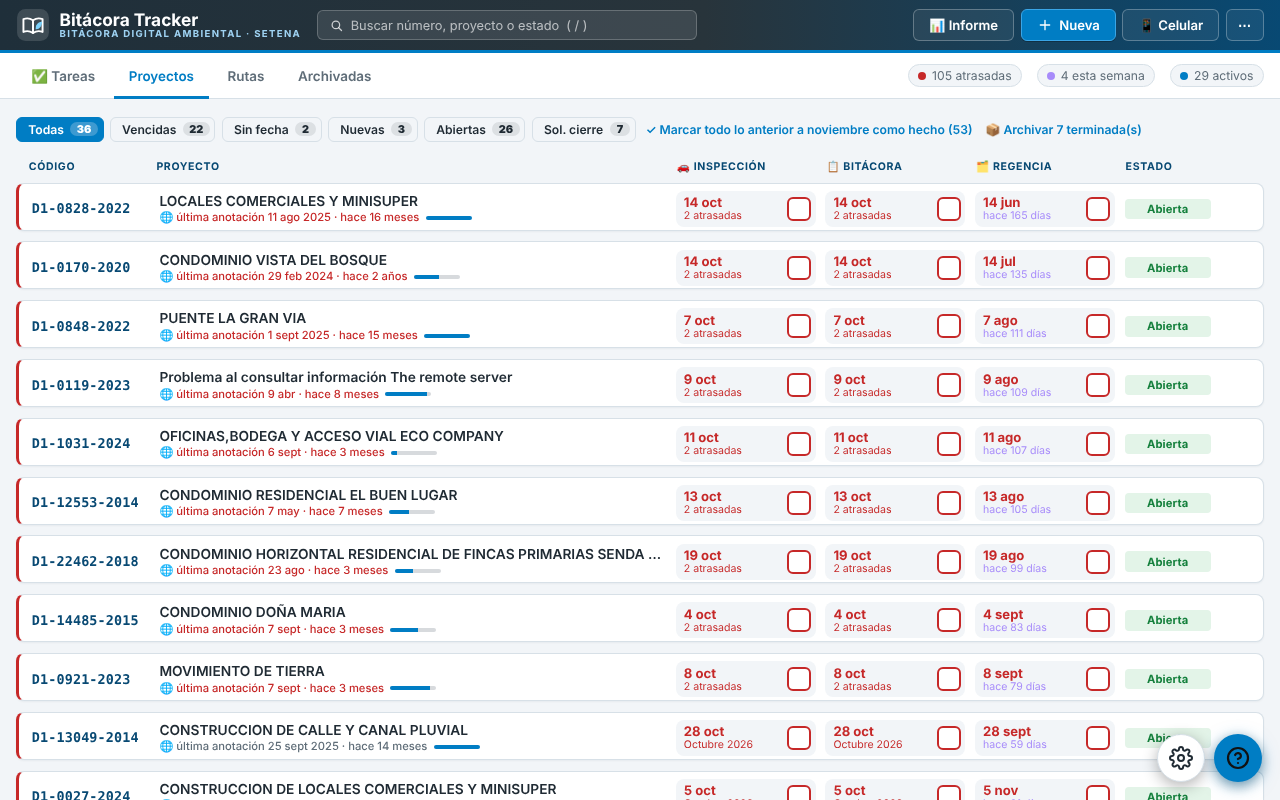 Bitácora Tracker
BITÁCORA DIGITAL AMBIENTAL · SETENA
Buscar número, proyecto o estado ( / )
📊 Informe
+ Nueva
📱 Celular
···
✅ Tareas
Proyectos
Rutas
Archivadas
105 atrasadas
4 esta semana
29 activos
Todas 36
Vencidas 22
Sin fecha 2
Nuevas 3
Abiertas 26
Sol. cierre 7
✓ Marcar todo lo anterior a noviembre como hecho (53)
📦 Archivar 7 terminada(s)
CÓDIGO PROYECTO 🚗 INSPECCIÓN 📋 BITÁCORA 🗂️ REGENCIA ESTADO
D1-0828-2022
LOCALES COMERCIALES Y MINISUPER
🌐 última anotación 11 ago 2025 · hace 16 meses
14 oct
2 atrasadas
14 oct
2 atrasadas
14 jun
hace 165 días
Abierta
D1-0170-2020
CONDOMINIO VISTA DEL BOSQUE
🌐 última anotación 29 feb 2024 · hace 2 años
14 oct
2 atrasadas
14 oct
2 atrasadas
14 jul
hace 135 días
Abierta
D1-0848-2022
PUENTE LA GRAN VIA
🌐 última anotación 1 sept 2025 · hace 15 meses
7 oct
2 atrasadas
7 oct
2 atrasadas
7 ago
hace 111 días
Abierta
D1-0119-2023
Problema al consultar información The remote server
🌐 última anotación 9 abr · hace 8 meses
9 oct
2 atrasadas
9 oct
2 atrasadas
9 ago
hace 109 días
Abierta
D1-1031-2024
OFICINAS,BODEGA Y ACCESO VIAL ECO COMPANY
🌐 última anotación 6 sept · hace 3 meses
11 oct
2 atrasadas
11 oct
2 atrasadas
11 ago
hace 107 días
Abierta
D1-12553-2014
CONDOMINIO RESIDENCIAL EL BUEN LUGAR
🌐 última anotación 7 may · hace 7 meses
13 oct
2 atrasadas
13 oct
2 atrasadas
13 ago
hace 105 días
Abierta
D1-22462-2018
CONDOMINIO HORIZONTAL RESIDENCIAL DE FINCAS PRIMARIAS SENDA ...
🌐 última anotación 23 ago · hace 3 meses
19 oct
2 atrasadas
19 oct
2 atrasadas
19 ago
hace 99 días
Abierta
D1-14485-2015
CONDOMINIO DOÑA MARIA
🌐 última anotación 7 sept · hace 3 meses
4 oct
2 atrasadas
4 oct
2 atrasadas
4 sept
hace 83 días
Abierta
D1-0921-2023
MOVIMIENTO DE TIERRA
🌐 última anotación 7 sept · hace 3 meses
8 oct
2 atrasadas
8 oct
2 atrasadas
8 sept
hace 79 días
Abierta
D1-13049-2014
CONSTRUCCION DE CALLE Y CANAL PLUVIAL
🌐 última anotación 25 sept 2025 · hace 14 meses
28 oct
Octubre 2026
28 oct
Octubre 2026
28 sept
hace 59 días
D1-0027-2024
CONSTRUCCION DE LOCALES COMERCIALES Y MINISUPER
5 oct
5 oct
5 nov
Abierta